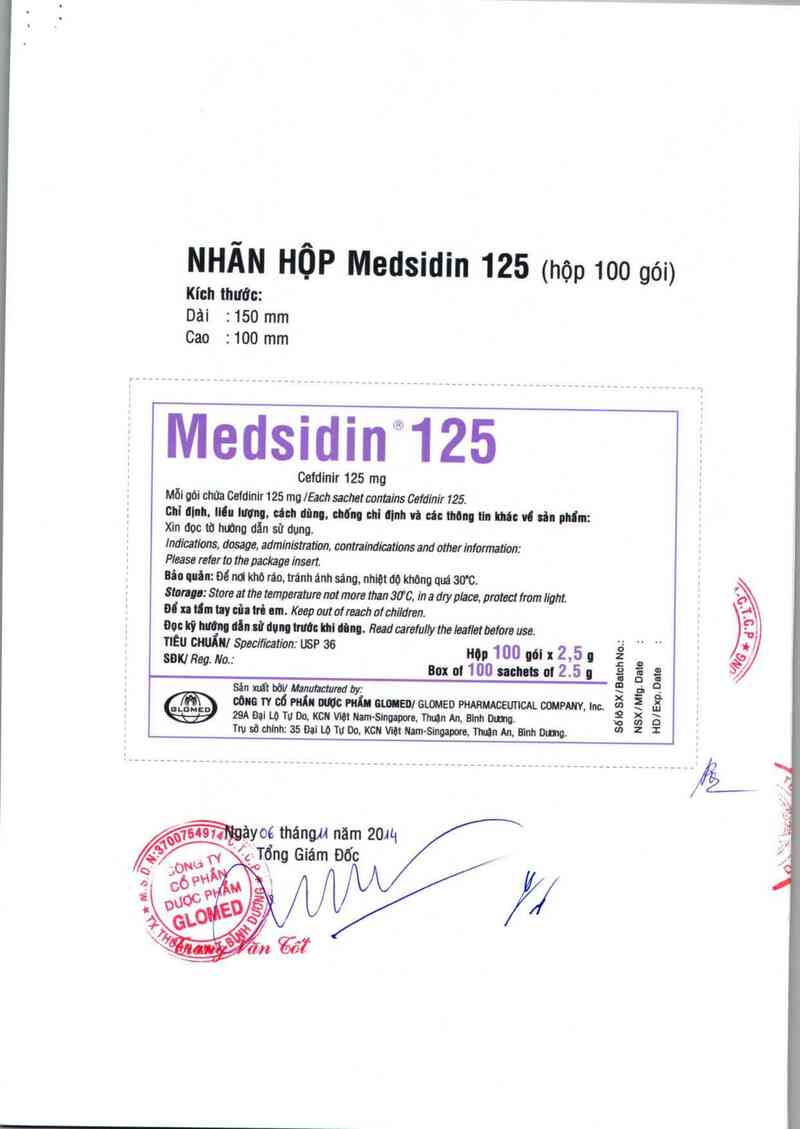 NHÃN HỘP Medsidin 125 (hộp 100 gói)
Kích thước:
Dài : 150 mm
Cao : 100 mm
Medsidin® 125
Cefdinir 125 mg
Mỗi gói chứa Cefdinir 125 mg / Each sachet contains Cefdinir 125.
Chỉ định, liều lượng, cách dùng, chống chỉ định và các thông tin khác về sản phẩm:
Xin đọc tờ hướng dẫn sử dụng.
Indications, dosage, administration, contraindications and other information:
Please refer to the package insert.
Bảo quản: Để nơi khô ráo, tránh ánh sáng, nhiệt độ không quá 30°C.
Storage: Store at the temperature not more than 30°C, in a dry place, protect from light.
Để xa tầm tay của trẻ em. Keep out of reach of children.
Đọc kỹ hướng dẫn sử dụng trước khi dùng. Read carefully the leaflet before use.
TIÊU CHUẨN/ Specification: USP 36
SĐK/ Reg. No.:
Hộp 100 gói x 2,5 g
Box of 100 sachets of 2.5 g
Số lô SX / Batch No.:
NSX / Mfg. Date :
HD / Exp. Date :
GLOMED
Sản xuất bởi/ Manufactured by:
CÔNG TY CỔ PHẦN DƯỢC PHẨM GLOMED/ GLOMED PHARMACEUTICAL COMPANY, Inc.
29A Đại Lộ Tự Do, KCN Việt Nam-Singapore, Thuận An, Bình Dương.
Trụ sở chính: 35 Đại Lộ Tự Do, KCN Việt Nam-Singapore, Thuận An, Bình Dương.
.C.T.C.P ★
Ngày 06 tháng 11 năm 2014
Tổng Giám Đốc
M.S.D.N:3700754914 C.T.C.P
CÔNG TY
CỔ PHẦN
DƯỢC PHẨM
GLOMED
BÌNH DƯƠNG
Văn Tốt